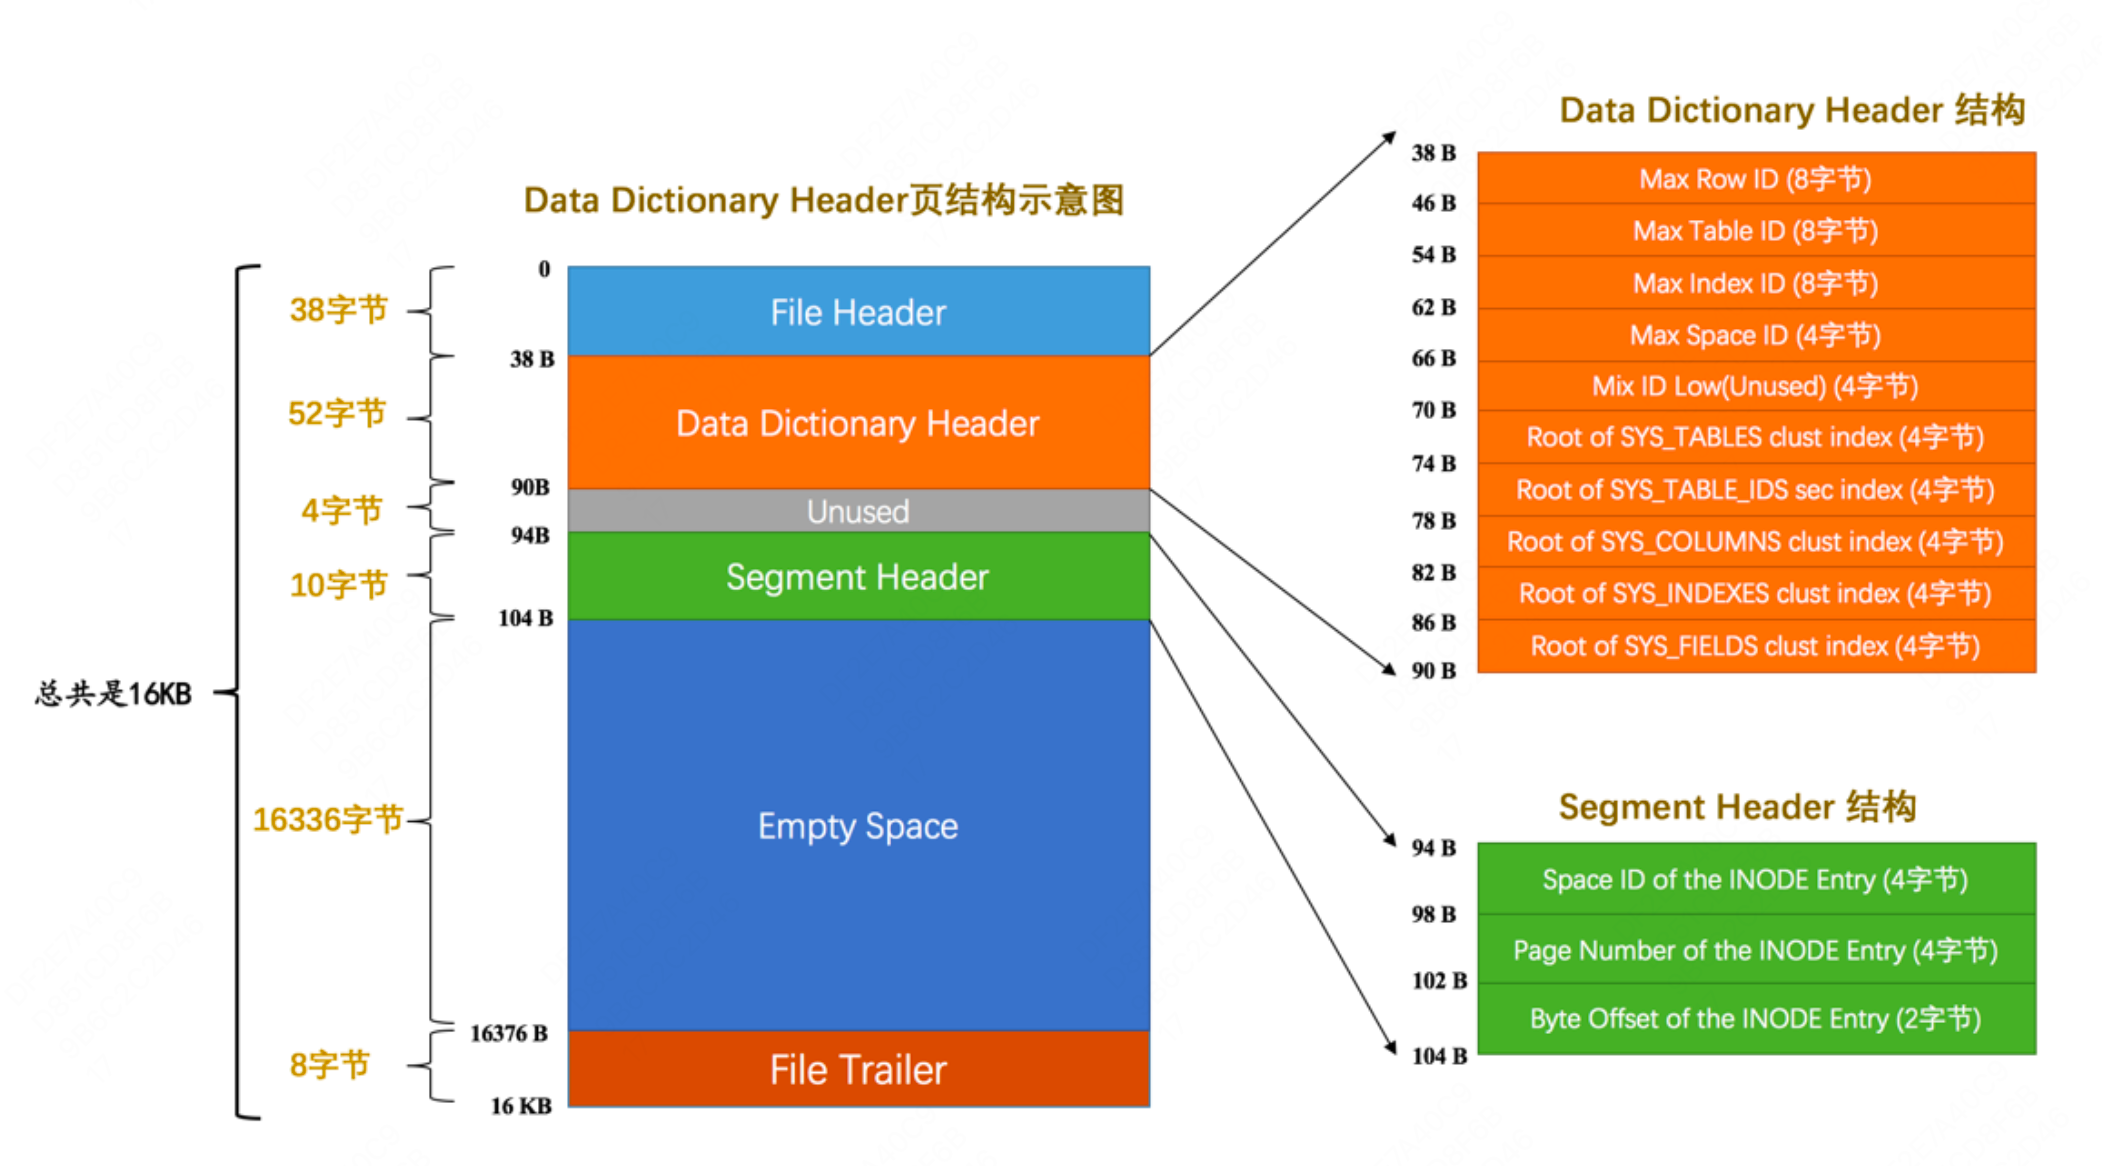 Data Dictionary Header页结构示意图
总共是16KB
38字节
52字节
4字节
10字节
16336字节
8字节
0
38 B
90B
94B
104 B
16376 B
16 KB
File Header
Data Dictionary Header
Unused
Segment Header
Empty Space
File Trailer
Data Dictionary Header 结构
38 B
Max Row ID (8字节)
46 B
Max Table ID (8字节)
54 B
Max Index ID (8字节)
62 B
Max Space ID (4字节)
66 B
Mix ID Low(Unused) (4字节)
70 B
Root of SYS_TABLES clust index (4字节)
74 B
Root of SYS_TABLE_IDS sec index (4字节)
78 B
Root of SYS_COLUMNS clust index (4字节)
82 B
Root of SYS_INDEXES clust index (4字节)
86 B
Root of SYS_FIELDS clust index (4字节)
90 B
Segment Header 结构
94 B
Space ID of the INODE Entry (4字节)
98 B
Page Number of the INODE Entry (4字节)
102 B
Byte Offset of the INODE Entry (2字节)
104 B